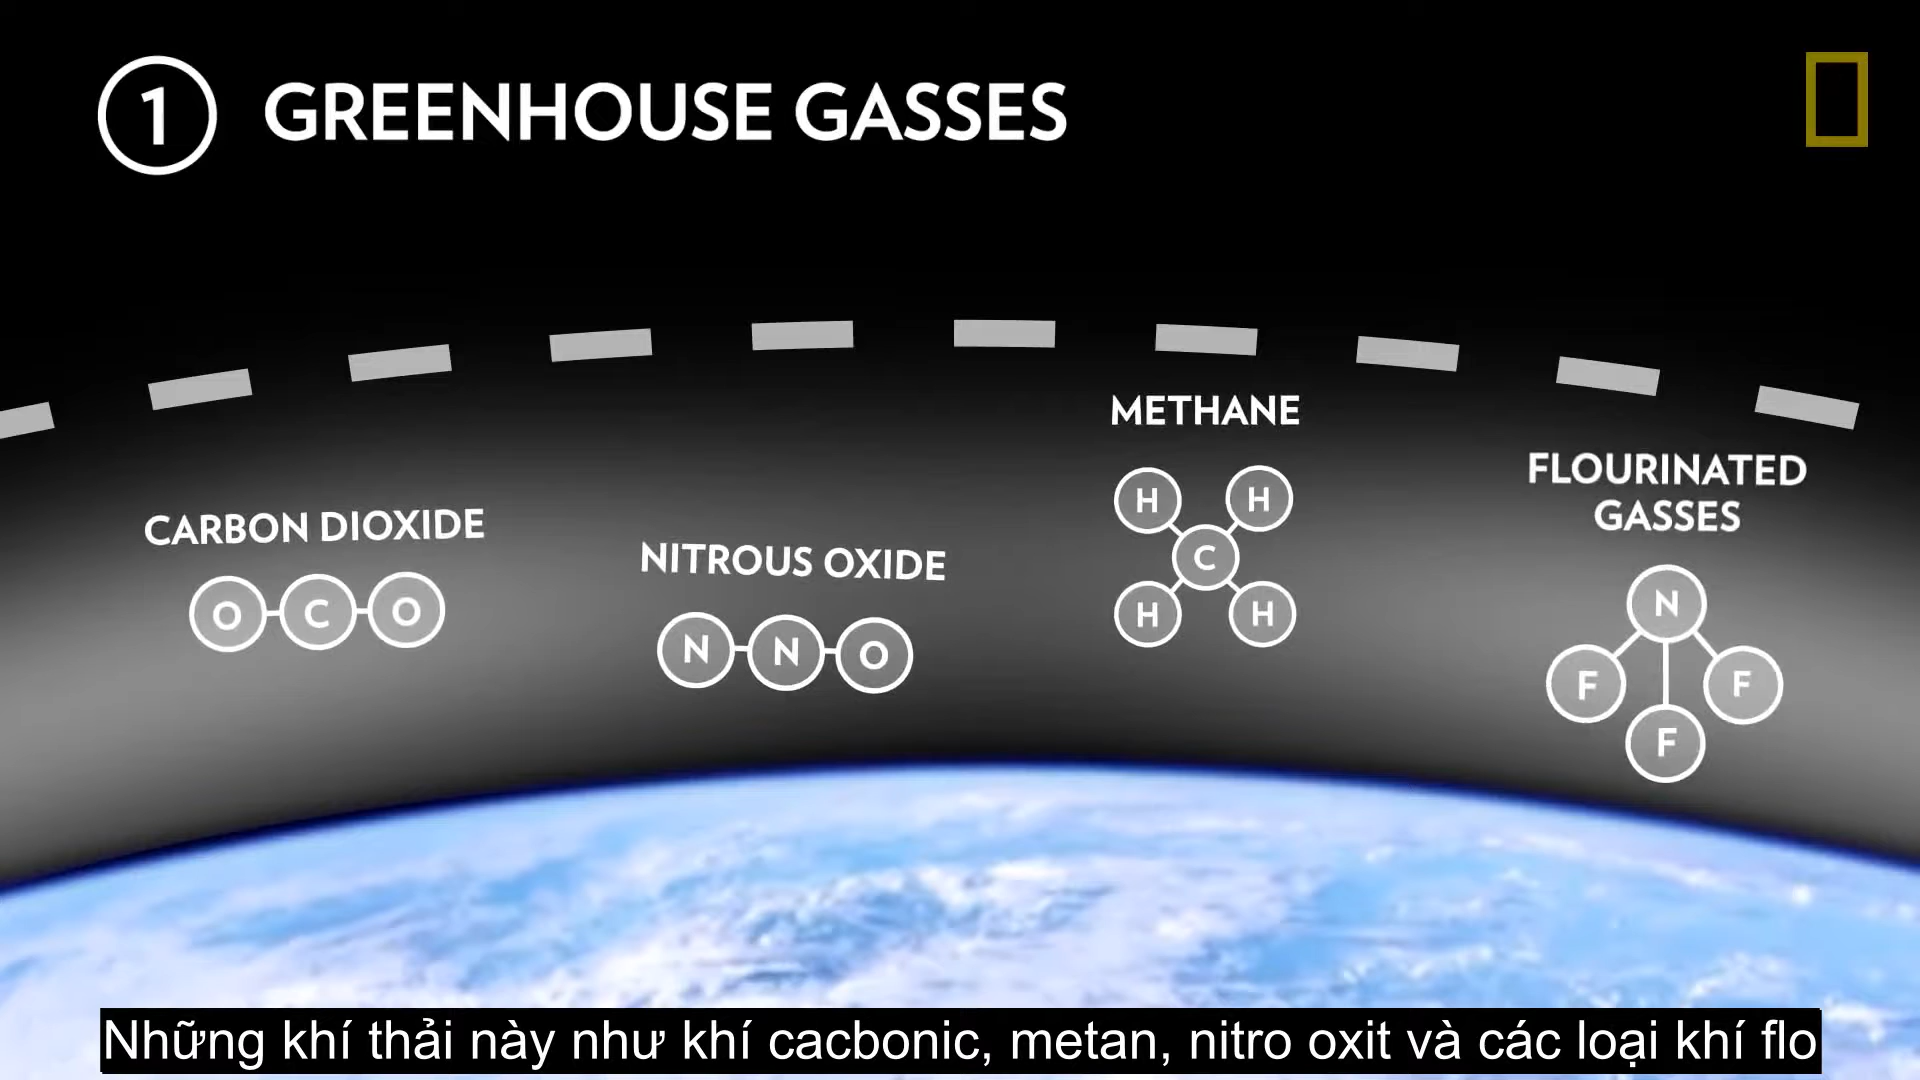 1 GREENHOUSE GASSES
METHANE
H H
C
H H
FLOURINATED
GASSES
N
F F
F
CARBON DIOXIDE
O C O
NITROUS OXIDE
N N O
Những khí thải này như khí cacbonic, metan, nitro oxit và các loại khí flo